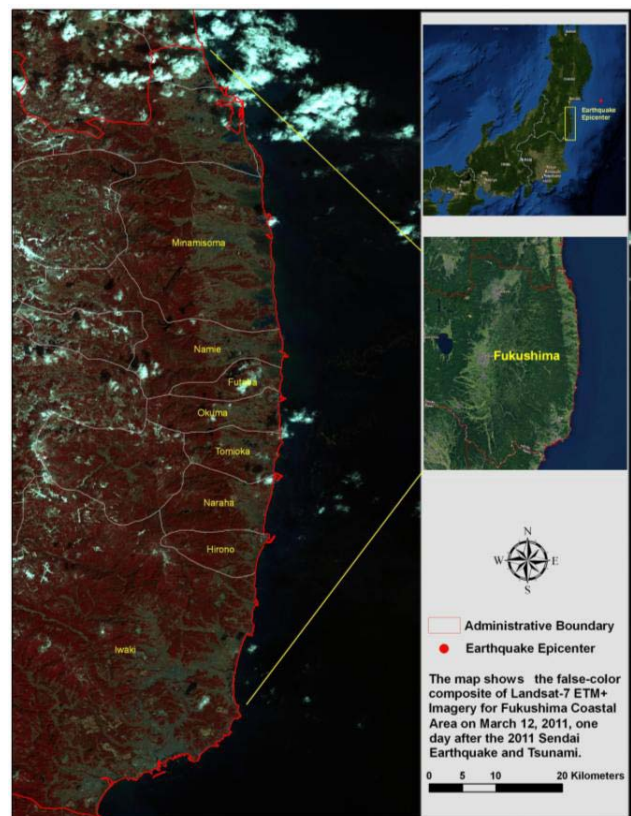 Minamisoma
Namie
Futaba
Okuma
Tomioka
Naraha
Hirono
Iwaki
Earthquake
Epicenter
Fukushima
N
W
E
S
Administrative Boundary
Earthquake Epicenter
The map shows the false-color
composite of Landsat-7 ETM+
Imagery for Fukushima Coastal
Area on March 12, 2011, one
day after the 2011 Sendai
Earthquake and Tsunami.
0 5 10 20 Kilometers